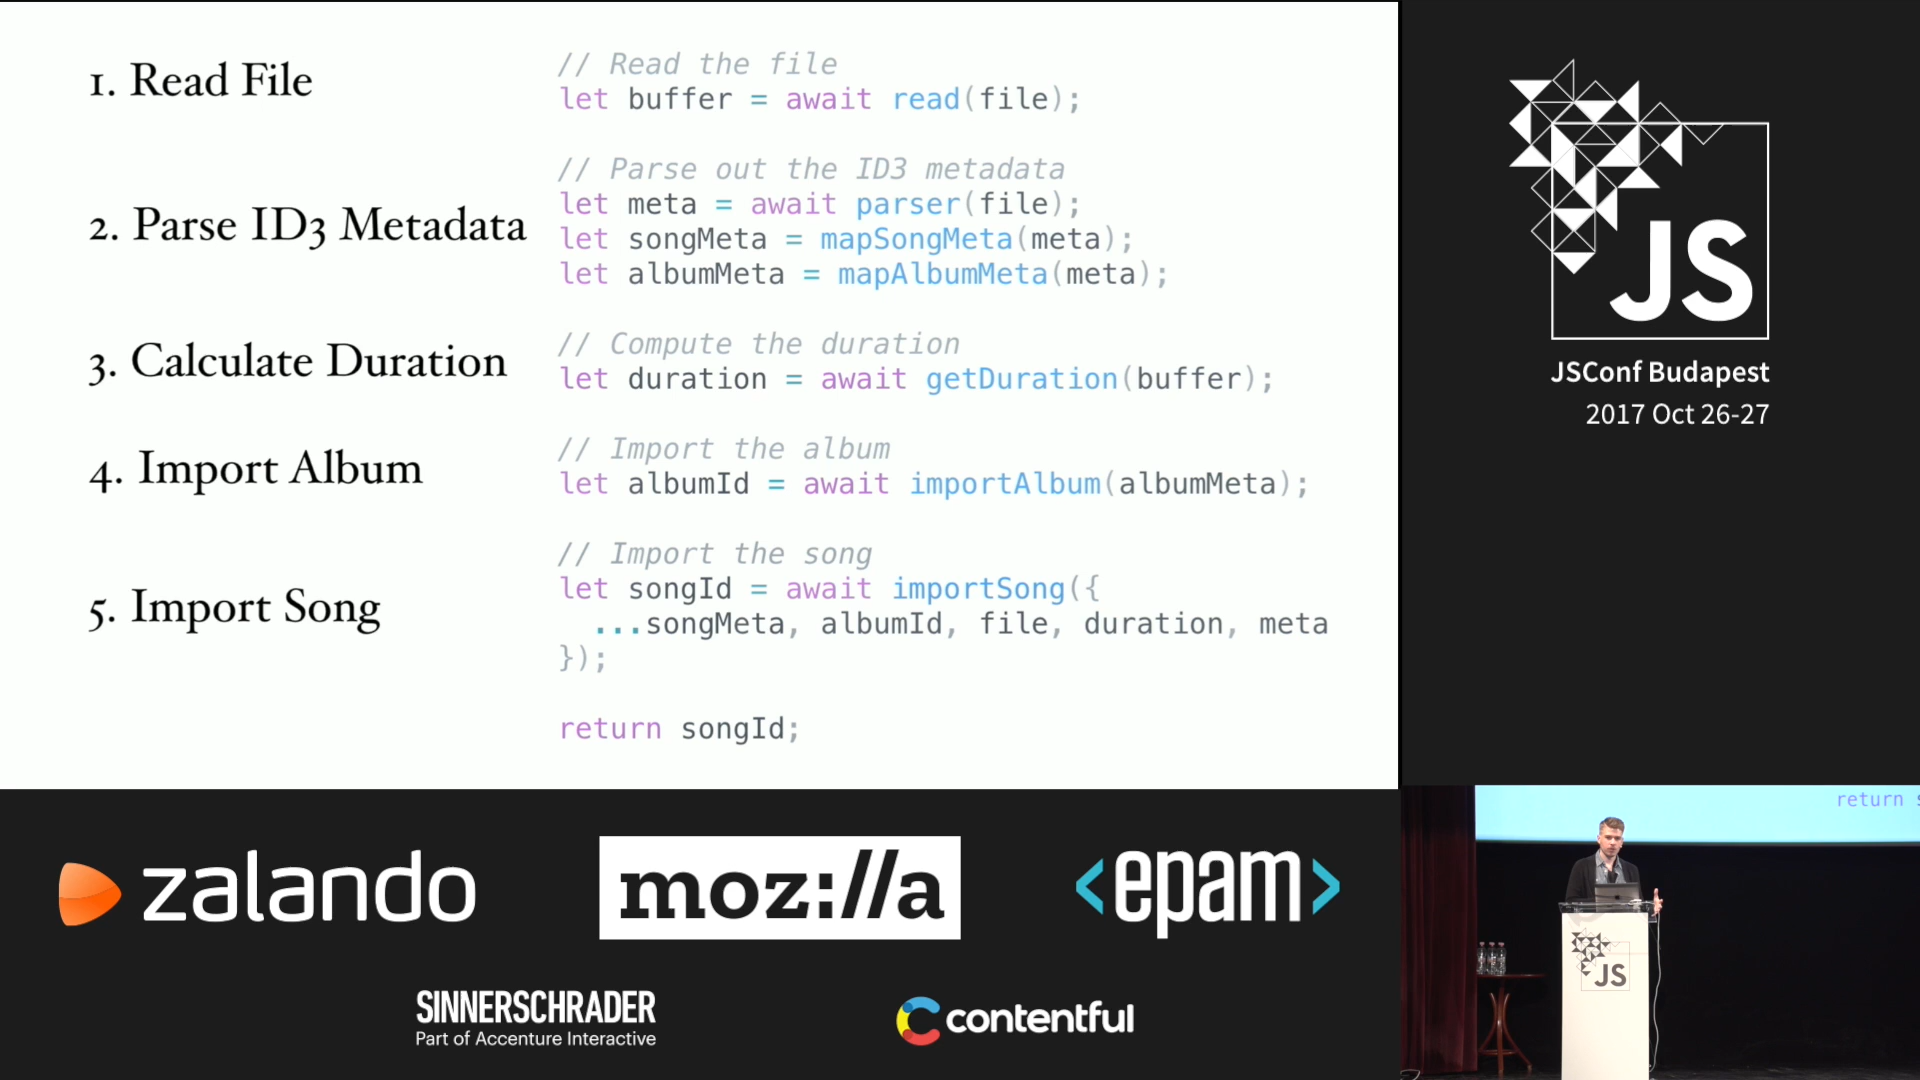 1. Read File
// Read the file
let buffer = await read(file);
2. Parse ID3 Metadata
// Parse out the ID3 metadata
let meta = await parser(file);
let songMeta = mapSongMeta(meta);
let albumMeta = mapAlbumMeta(meta);
3. Calculate Duration
// Compute the duration
let duration = await getDuration(buffer);
4. Import Album
// Import the album
let albumId = await importAlbum(albumMeta);
5. Import Song
// Import the song
let songId = await importSong({
...songMeta, albumId, file, duration, meta
});
return songId;
JS
JSConf Budapest
2017 Oct 26-27
return s
JS
zalando
moz://a
<epam>
SINNERSCHRADER
Part of Accenture Interactive
contentful